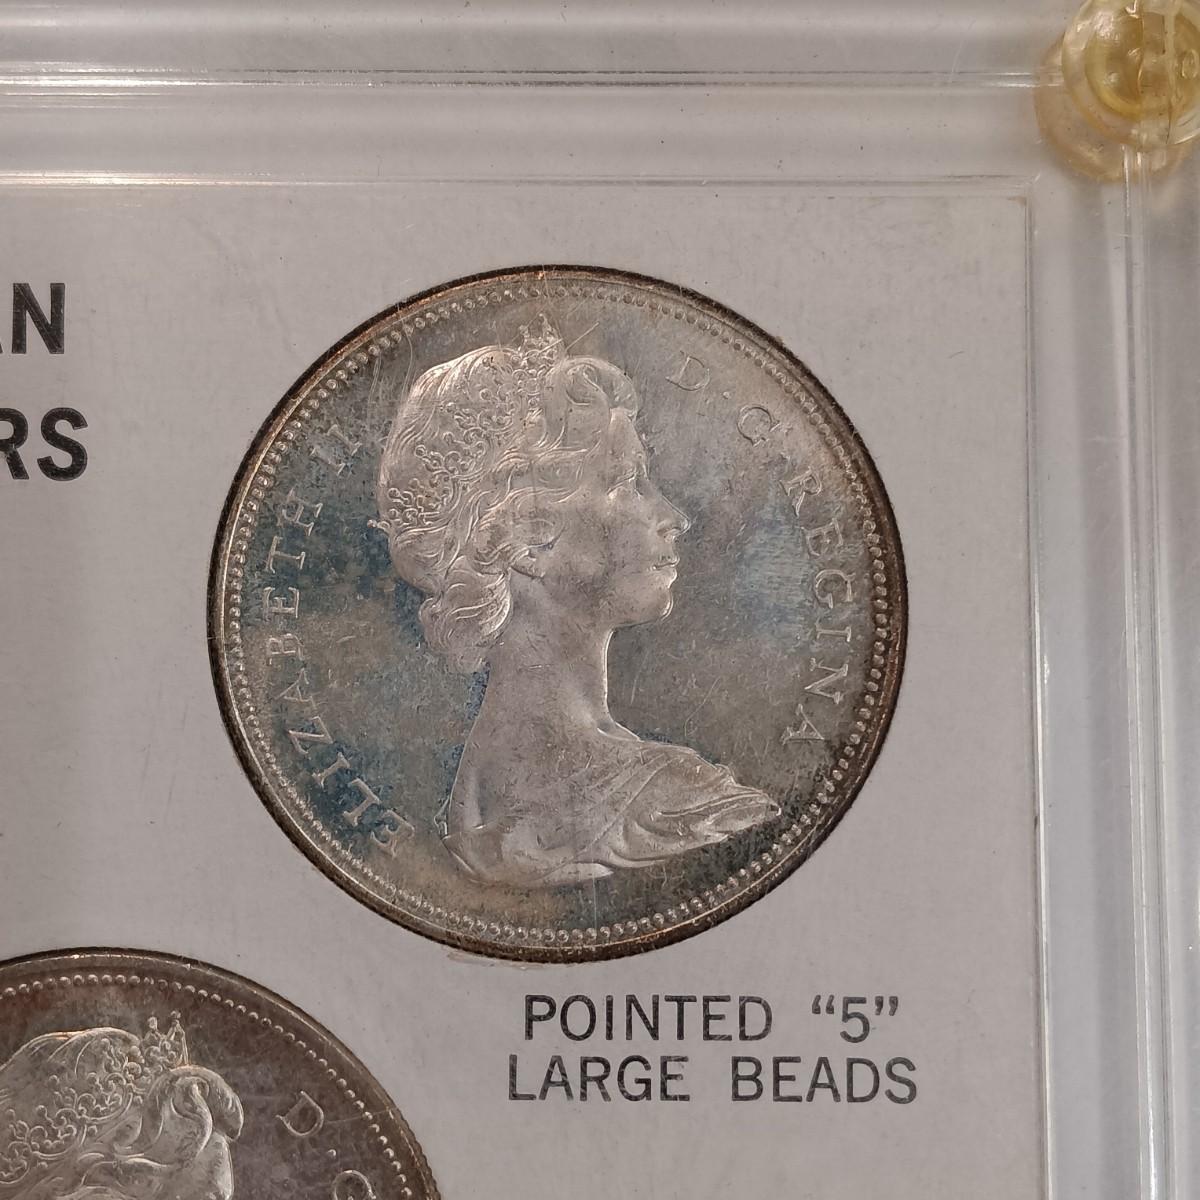 AN
RS
ELIZABETH II D·G·REGINA
POINTED “5”
LARGE BEADS
D·G